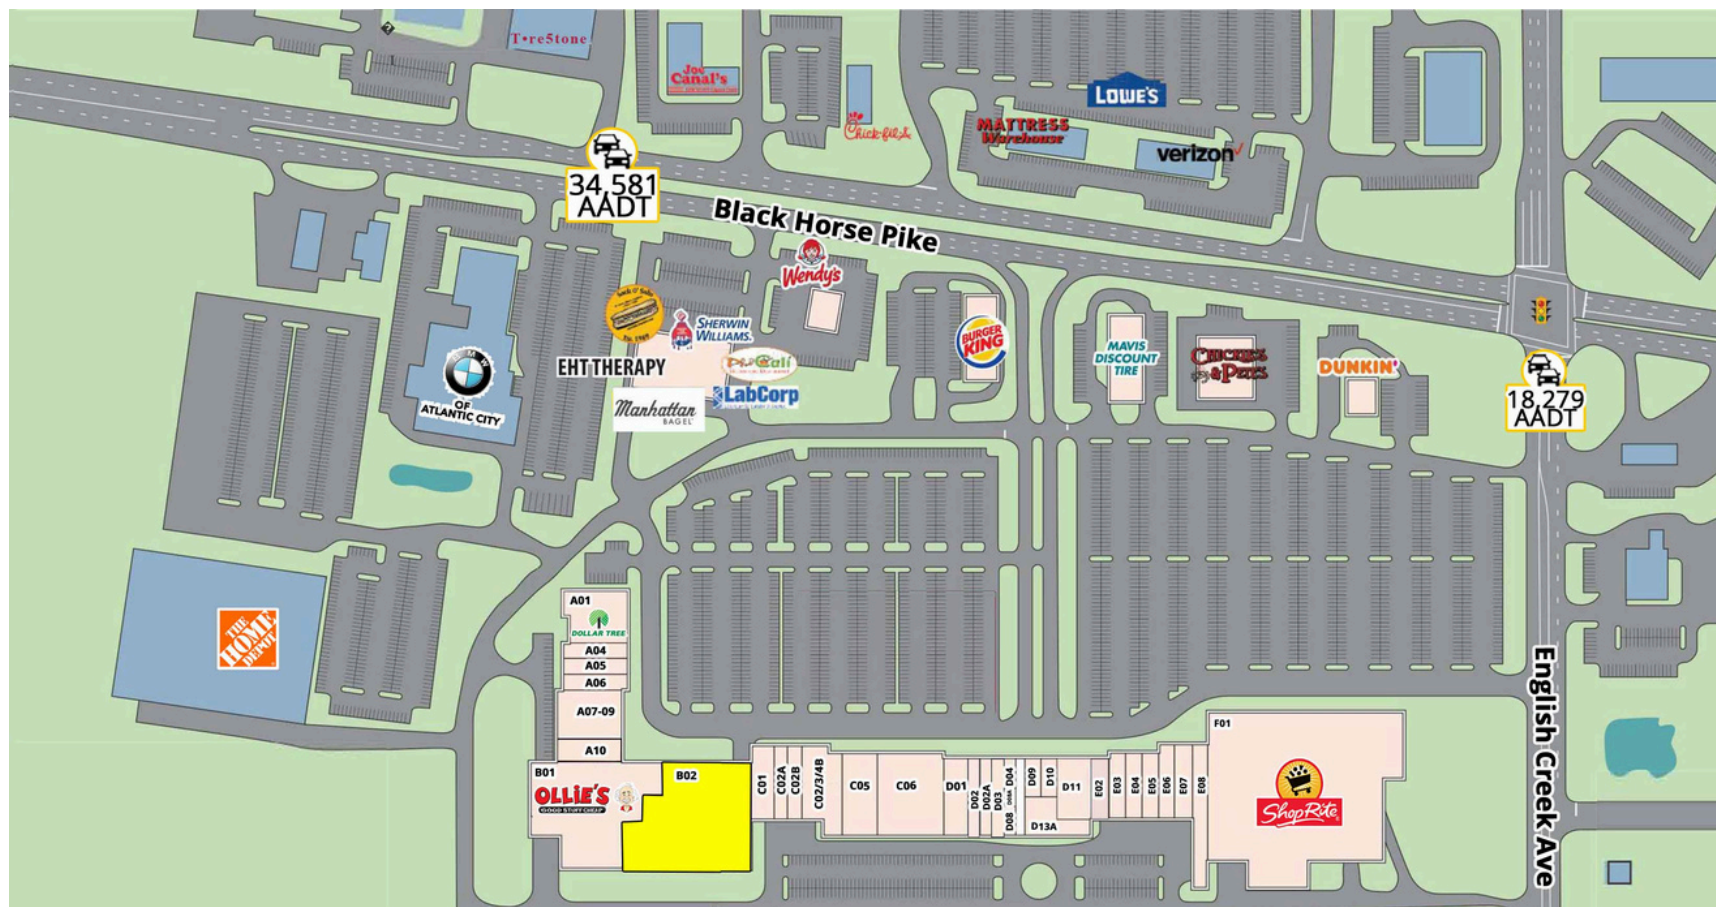 T•re5tone
Joe
Canal's
Chick-fil-A
LOWE'S
MATTRESS
Warehouse
verizon
34,581
AADT
Black Horse Pike
Wendy's
SHERWIN
WILLIAMS.
EHT THERAPY
LabCorp
Manhattan
BAGEL
BMW
OF
ATLANTIC CITY
BURGER
KING
MAVIS
DISCOUNT
TIRE
CHICKIE'S
& PETE'S
DUNKIN'
18,279
AADT
THE
HOME
DEPOT
English Creek Ave
A01
DOLLAR TREE
A04
A05
A06
A07-09
A10
B01
OLLIE'S
GOOD STUFF CHEAP
B02
C01
C02A
C02B
C02/3/4B
C05
C06
D01
D02
D02A
D03
D04
D08
D09
D10
D11
D13A
E02
E03
E04
E05
E06
E07
E08
F01
ShopRite